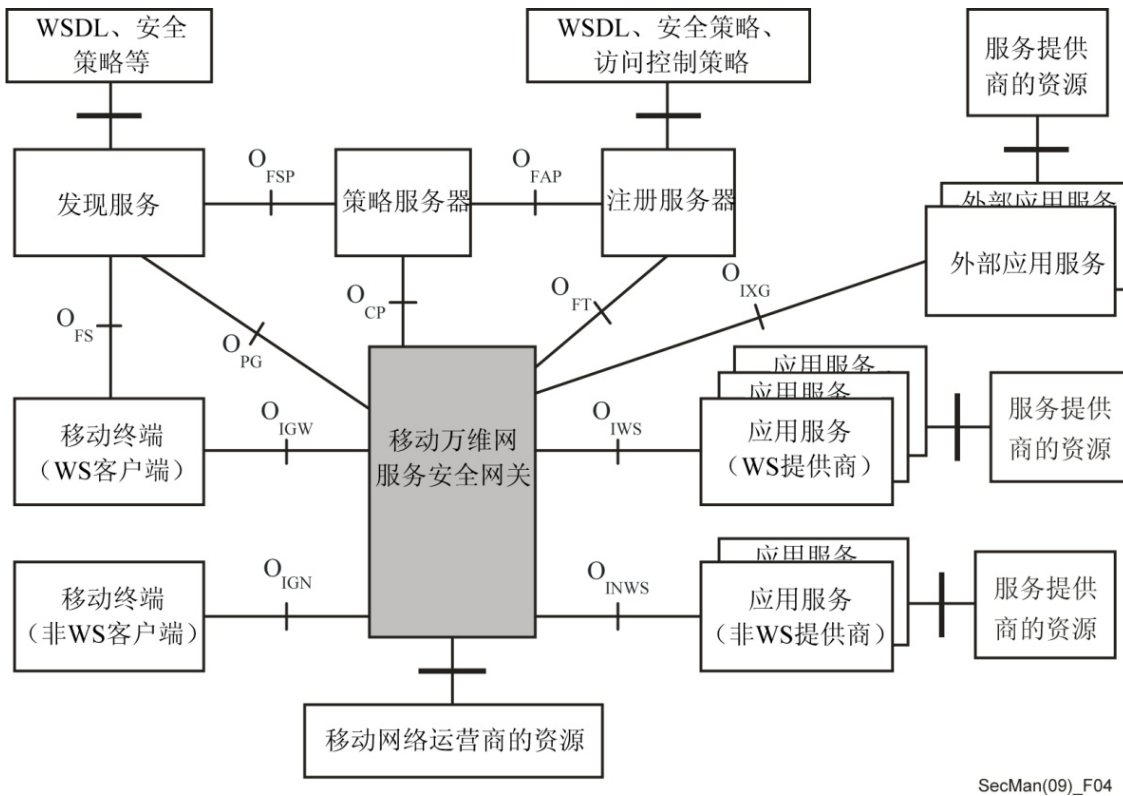 WSDL、安全
策略等
WSDL、安全策略、
访问控制策略
服务提供
商的资源
发现服务
O FSP
策略服务器
O FAP
注册服务器
外部应用服务
外部应用服务
O FS
O PG
O CP
O FT
O IXG
移动终端
（WS客户端）
O IGW
移动万维网
服务安全网关
O IWS
应用服务
应用服务
应用服务
（WS提供商）
服务提供
商的资源
移动终端
（非WS客户端）
O IGN
O INWS
应用服务
应用服务
（非WS提供商）
服务提供
商的资源
移动网络运营商的资源
SecMan(09)_F04